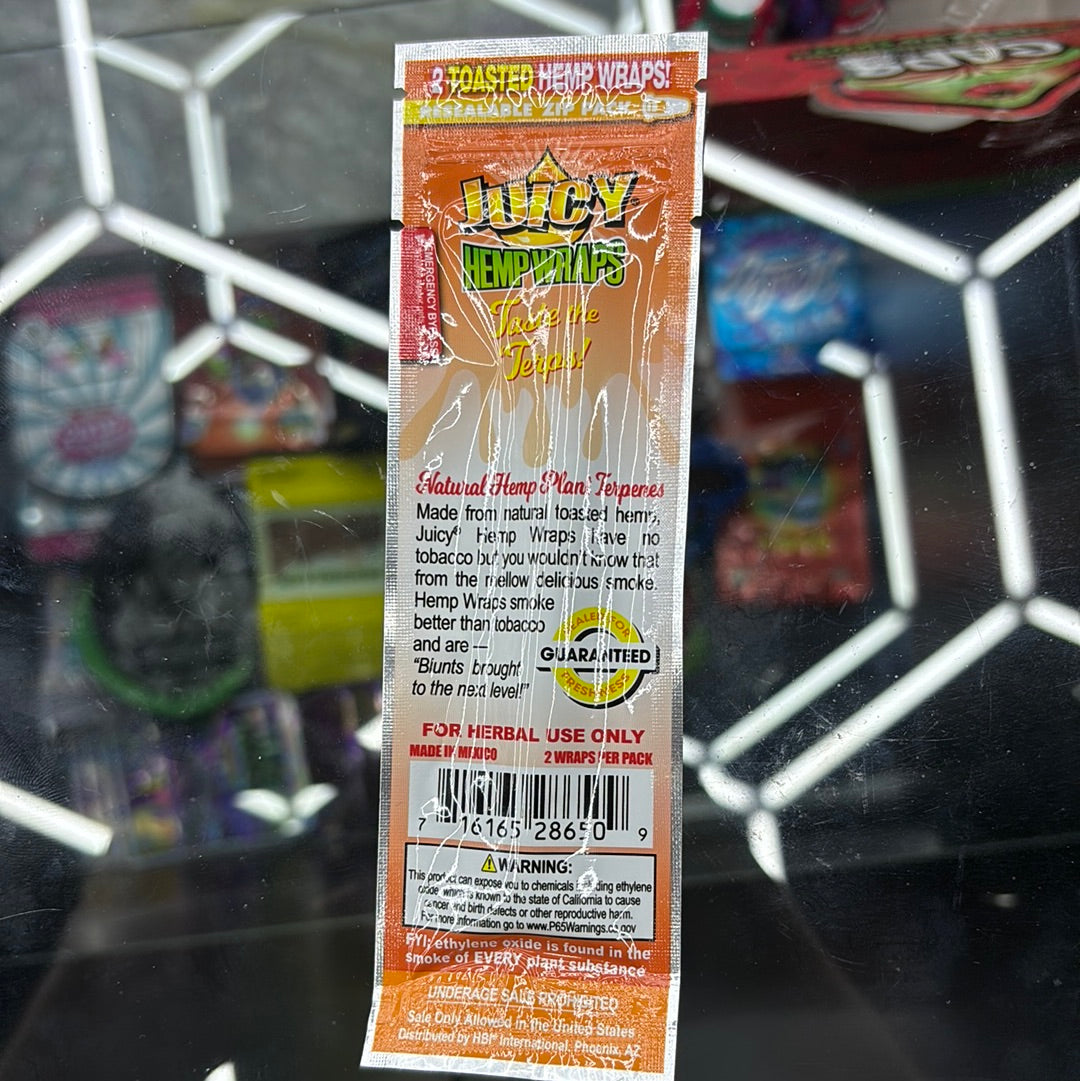 2 TOASTED HEMP WRAPS!
RESEALABLE ZIP PACK
JUICY
HEMP WRAPS
EMERGENCY BYPASS
Taste the
Terps!
Natural Hemp Plant Terpenes
Made from natural toasted hemp,
Juicy® Hemp Wraps have no
tobacco but you wouldn't know that
from the mellow delicious smoke.
Hemp Wraps smoke
better than tobacco
and are —
"Blunts brought
to the next level!"
SEALED FOR
GUARANTEED
FRESHNESS
FOR HERBAL USE ONLY
MADE IN MEXICO 2 WRAPS PER PACK
7 16165 28650 9
WARNING:
This product can expose you to chemicals including ethylene
oxide, which is known to the state of California to cause
cancer and birth defects or other reproductive harm.
For more information go to www.P65Warnings.ca.gov
FYI: ethylene oxide is found in the
smoke of EVERY plant substance
UNDERAGE SALE PROHIBITED
Sale Only Allowed in the United States
Distributed by HBI® International, Phoenix, AZ